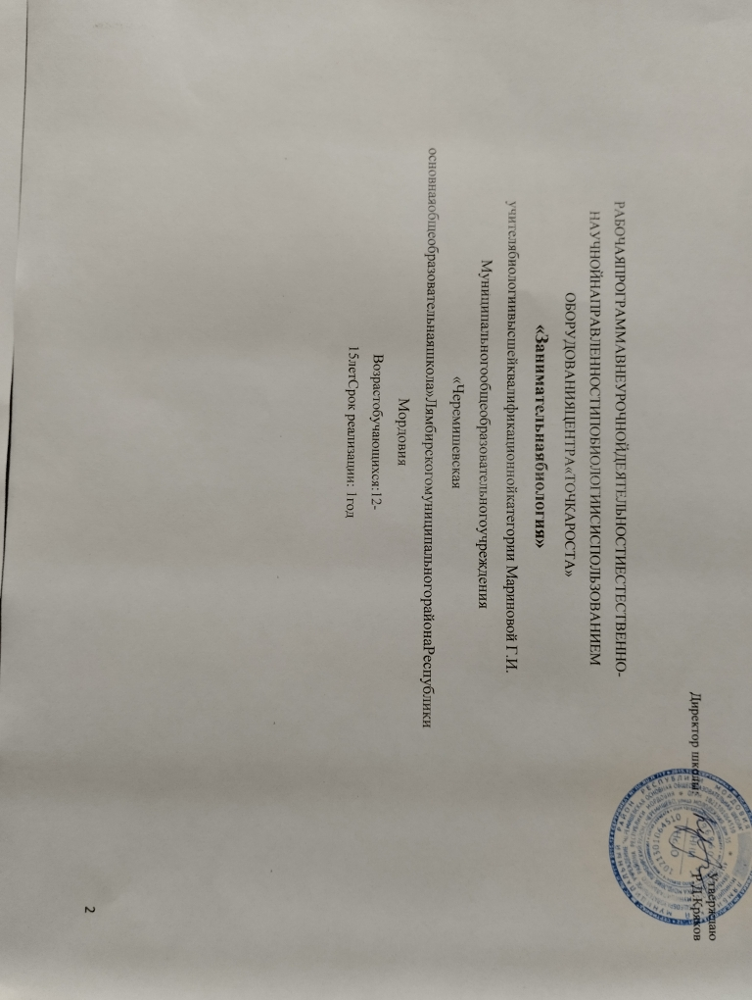 Утверждаю
Директор школы: Р.Д.Кряков
РАБОЧАЯПРОГРАММАВНЕУРОЧНОЙДЕЯТЕЛЬНОСТИЕСТЕСТВЕННО-
НАУЧНОЙНАПРАВЛЕННОСТИПОБИОЛОГИИСИСПОЛЬЗОВАНИЕМ
ОБОРУДОВАНИЯЦЕНТРА«ТОЧКАРОСТА»
«Занимательнаябиология»
учителябиологиивысшейквалификационнойкатегории Мариновой Г.И.
Муниципальногообщеобразовательногоучреждения
«Черемишевская
основнаяобщеобразовательнаяшкола»Лямбирскогомуниципальногорайонареспублики
Мордовия
Возрастобучающихся:12-
15летСрок реализации: 1год
2